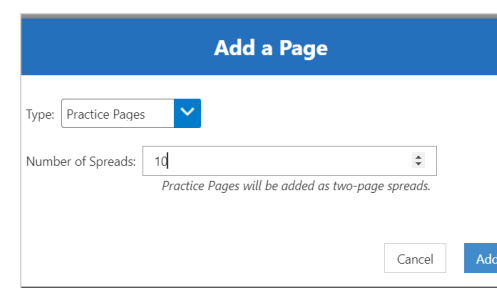 Add a Page
Type: Practice Pages
Number of Spreads: 10
Practice Pages will be added as two-page spreads.
Cancel Add